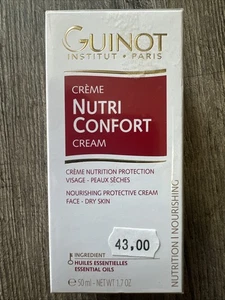 GUINOT
INSTITUT • PARIS
CRÈME
NUTRI
CONFORT
CREAM
CRÈME NUTRITION PROTECTION
VISAGE - PEAUX SÈCHES
NOURISHING PROTECTIVE CREAM
FACE - DRY SKIN
INGREDIENT
HUILES ESSENTIELLES
ESSENTIAL OILS
43,00
50 ml - NET WT 1.7 OZ.
NUTRITION | NOURISHING